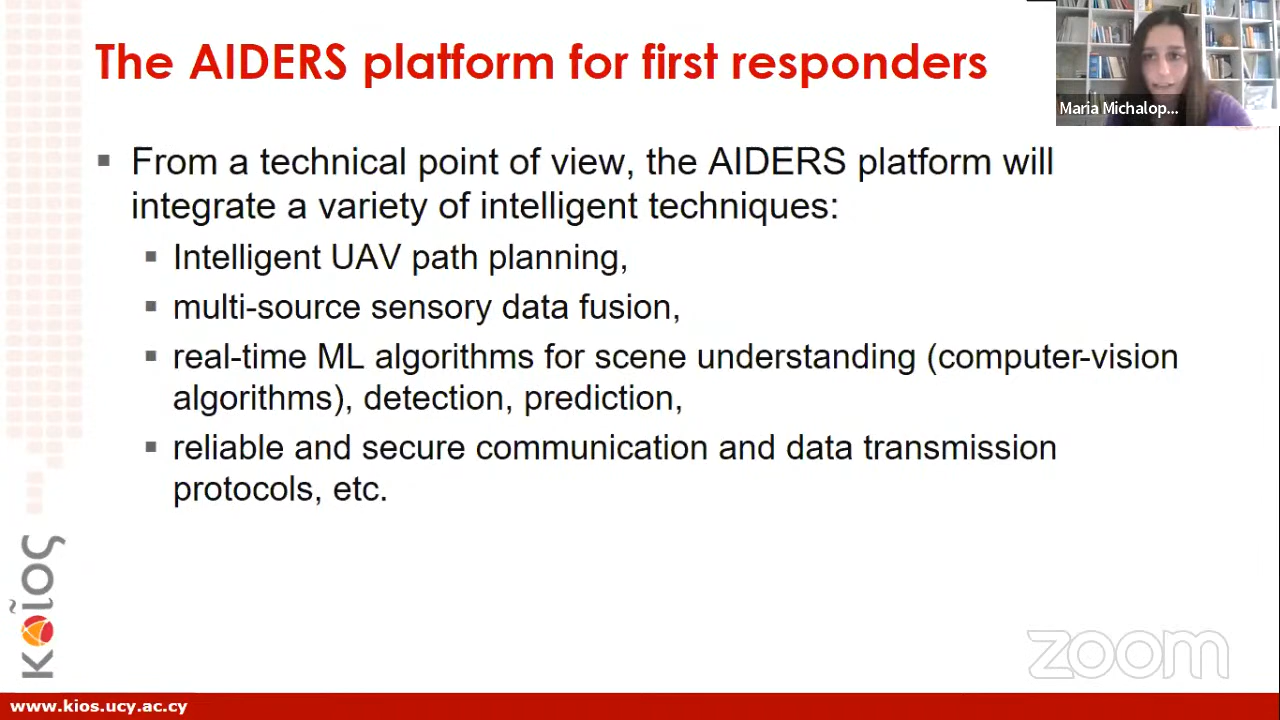 The AIDERS platform for first responders
Maria Michalop...
From a technical point of view, the AIDERS platform will
integrate a variety of intelligent techniques:
Intelligent UAV path planning,
multi-source sensory data fusion,
real-time ML algorithms for scene understanding (computer-vision
algorithms), detection, prediction,
reliable and secure communication and data transmission
protocols, etc.
κοῖος
zoom
www.kios.ucy.ac.cy